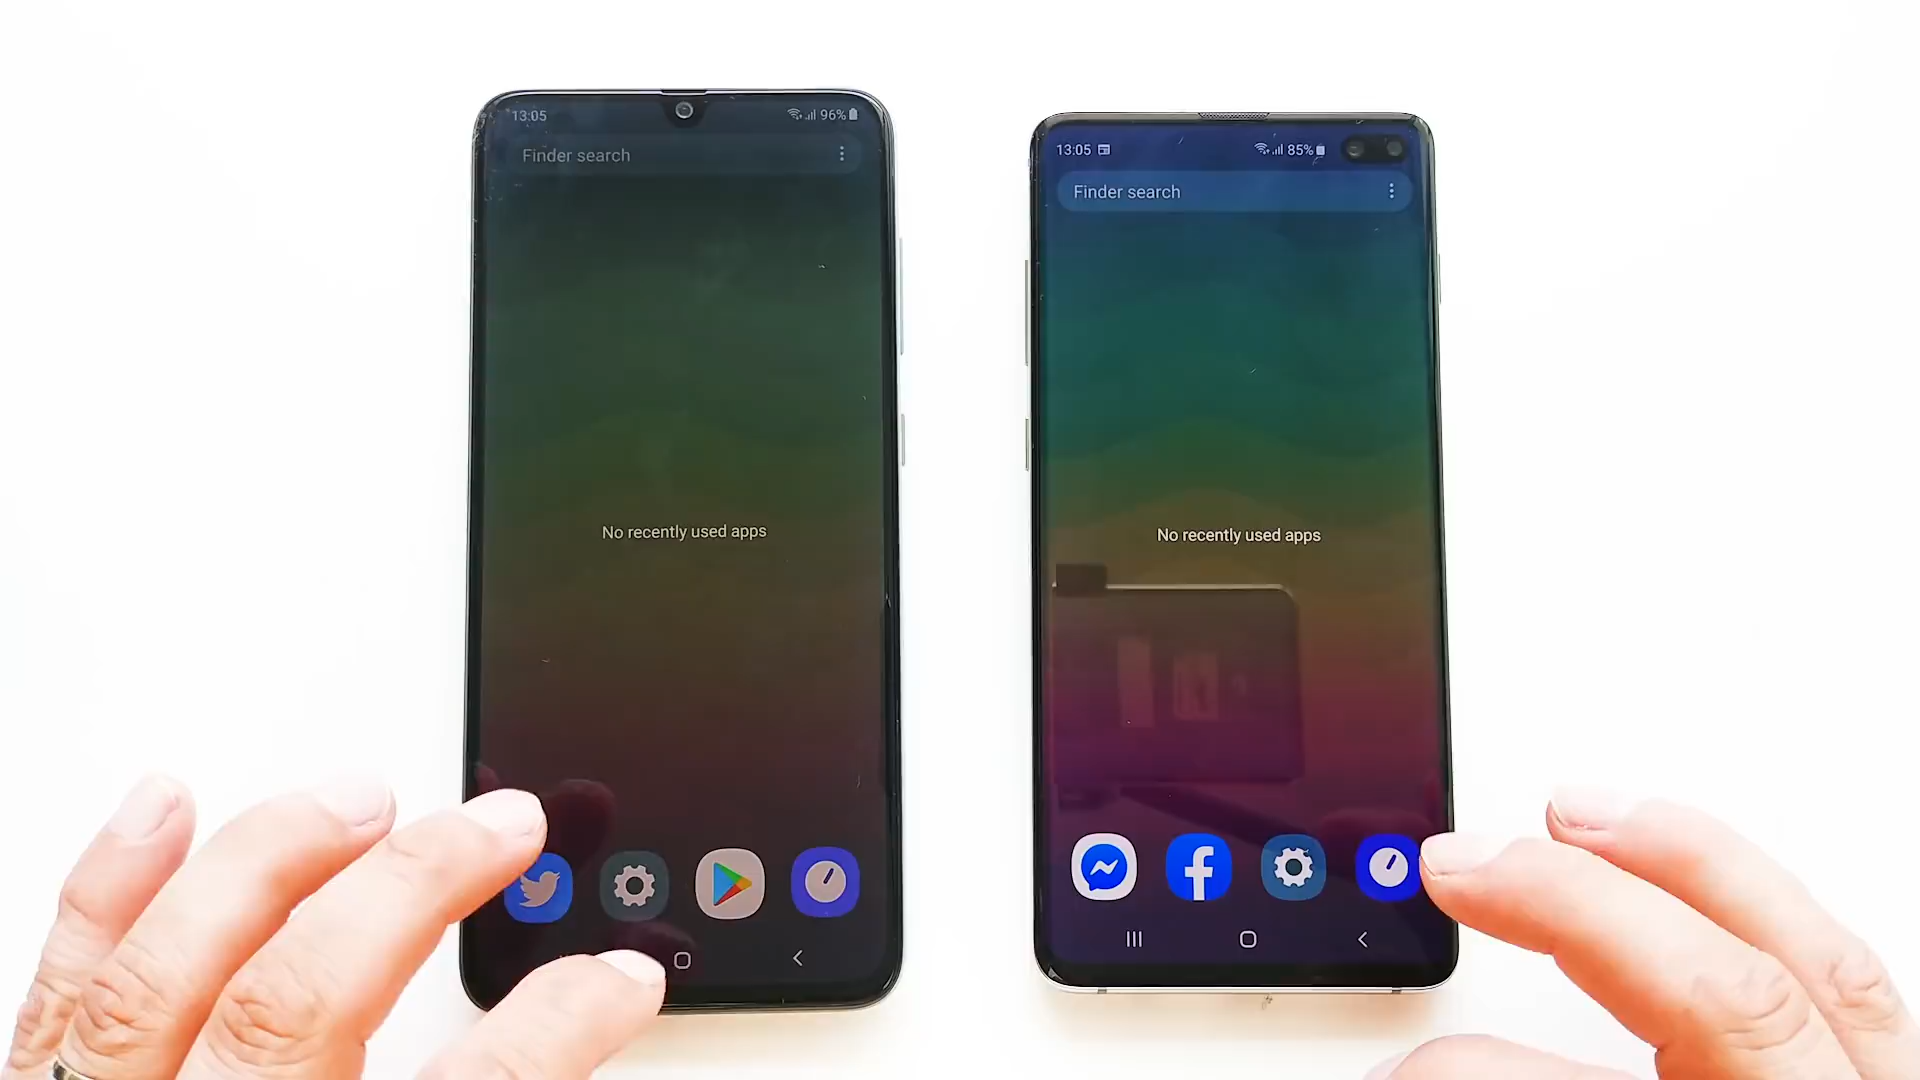 13:05
96%
Finder search
No recently used apps
13:05
85%
Finder search
No recently used apps